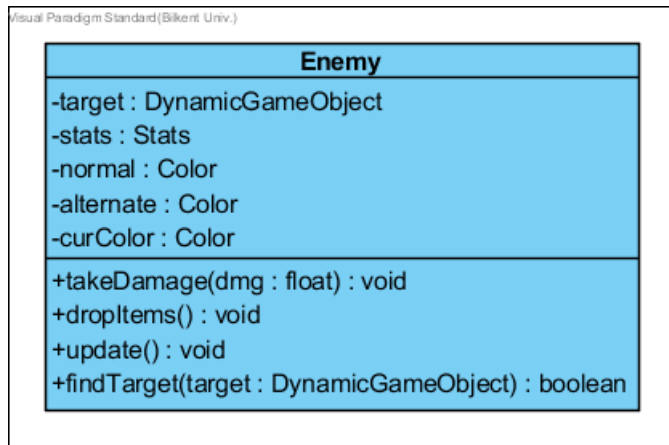 Visual Paradigm Standard(Bilkent Univ.)
Enemy
-target : DynamicGameObject
-stats : Stats
-normal : Color
-alternate : Color
-curColor : Color
+takeDamage(dmg : float) : void
+dropItems() : void
+update() : void
+findTarget(target : DynamicGameObject) : boolean